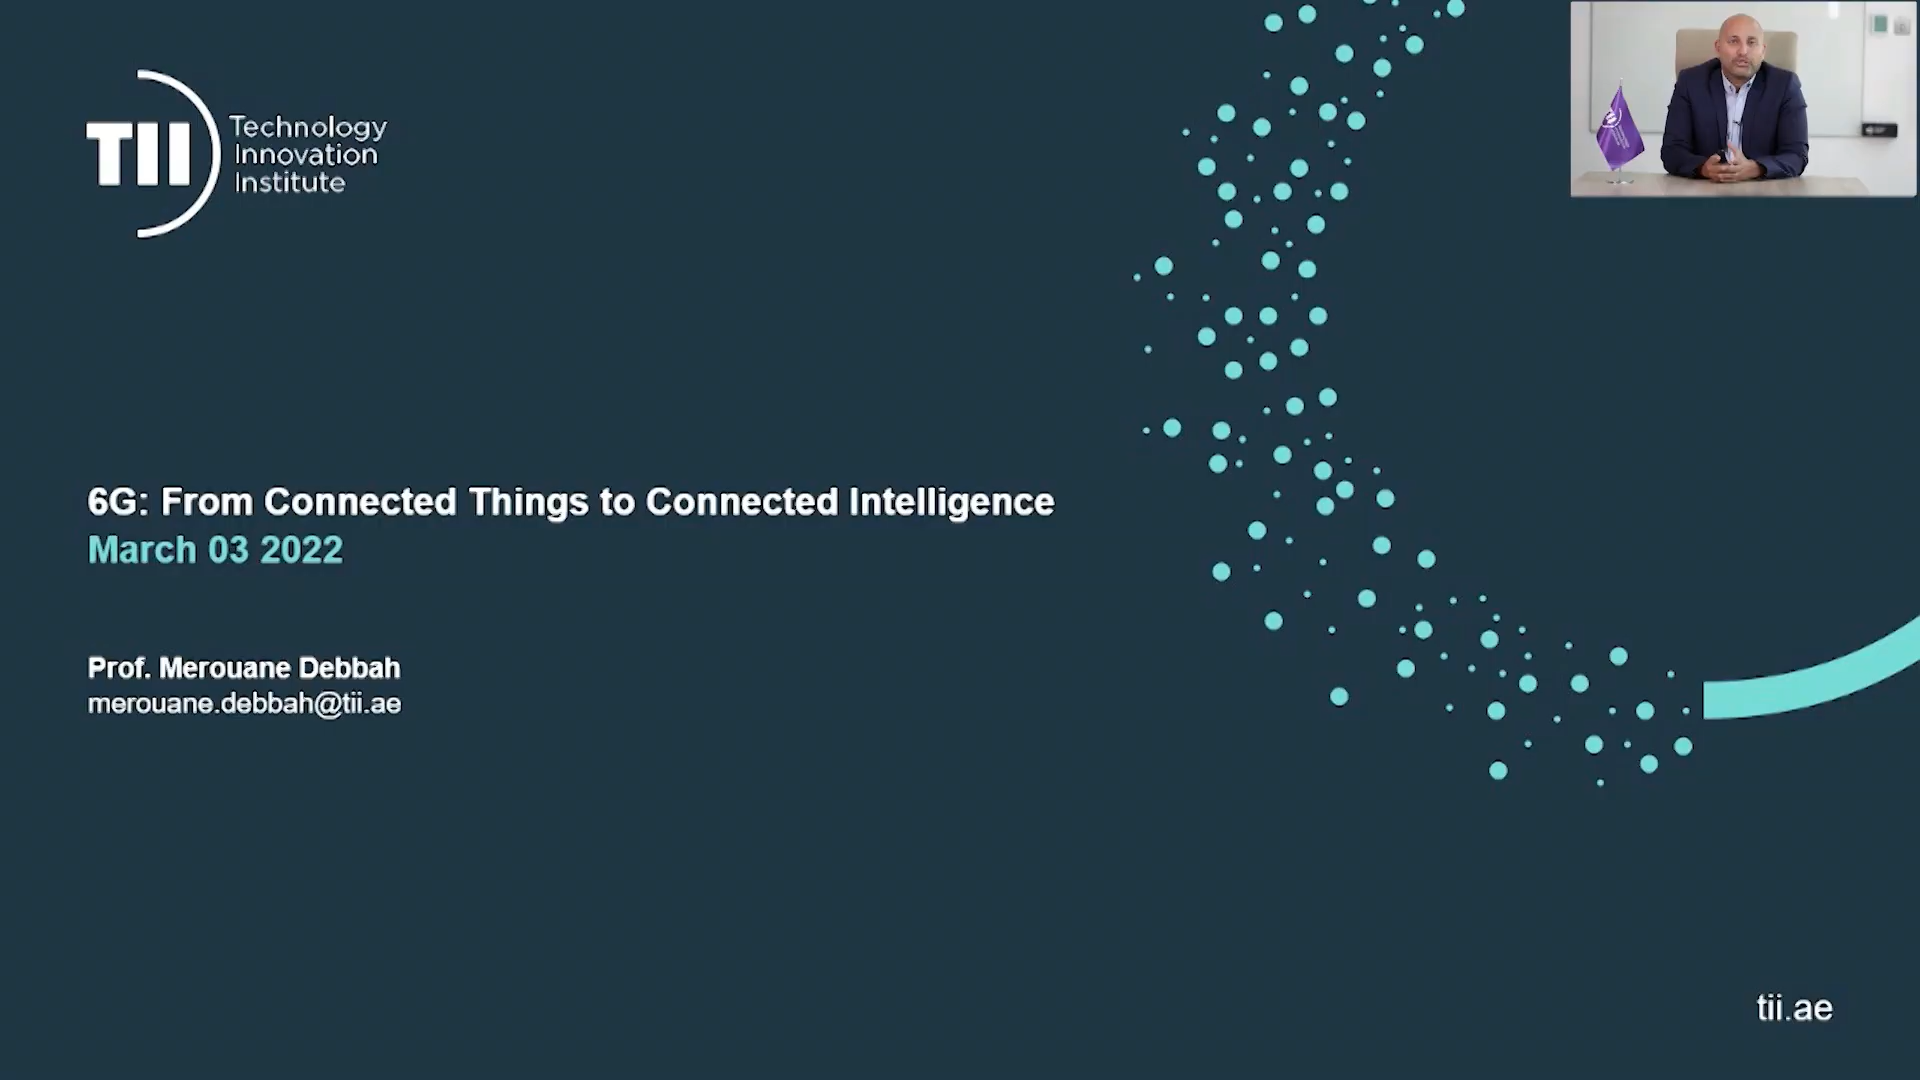 TII
Technology
Innovation
Institute
6G: From Connected Things to Connected Intelligence
March 03 2022
Prof. Merouane Debbah
merouane.debbah@tii.ae
tii.ae